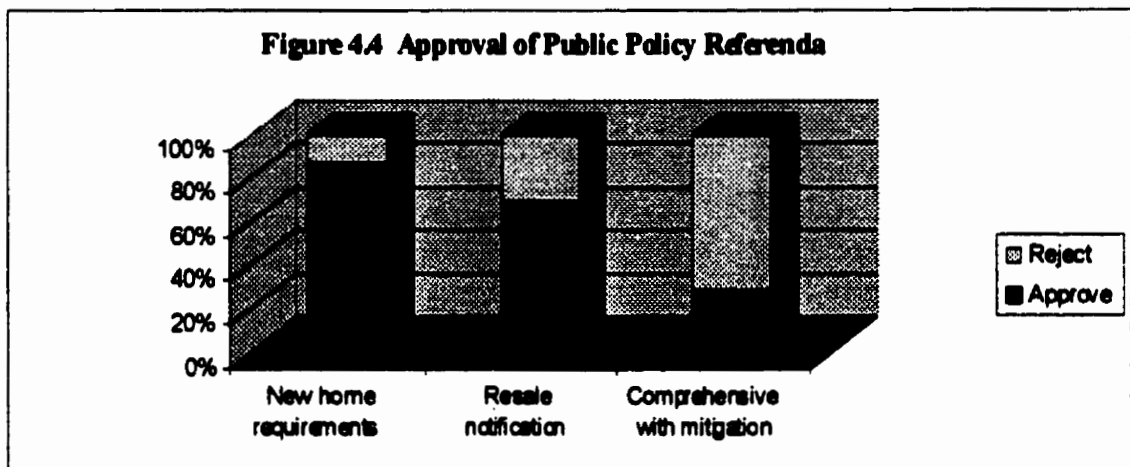 Figure 4.4 Approval of Public Policy Referenda
100%
80%
60%
40%
20%
0%
New home
requirements
Resale
notification
Comprehensive
with mitigation
Reject
Approve